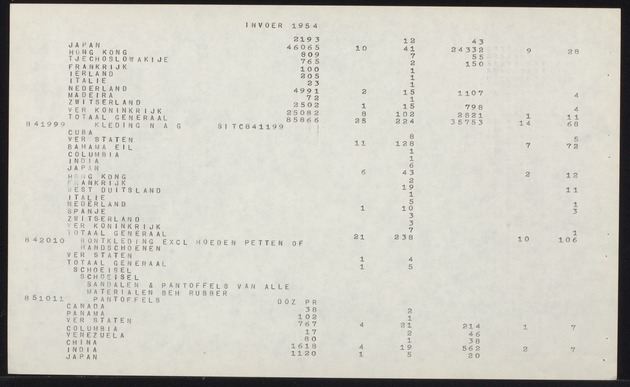 INVOER 1954
2193 12 43
JAPAN 46065 10 41 24332 9 28
HONG KONG 809 7 55
TJECHOSLOWAKIJE 765 2 150
FRANKRIJK 100 1
IERLAND 205 1
ITALIE 23 1
NEDERLAND 4991 2 15 1107 4
MADEIRA 72 1
ZWITSERLAND 2502 1 15 798 4
VER KONINKRIJK 25082 8 102 2821 1 11
TOTAAL GENERAAL 85866 25 224 35753 14 68
841999 KLEDING N A G SITC841199
CUBA 8 5
VER STATEN 11 128 7 72
BAHAMA EIL 1
COLUMBIA 1
INDIA 6
JAPAN 6 43 2 12
HONG KONG 2
FRANKRIJK 19 11
WEST DUITSLAND 1
ITALIE 5 1
NEDERLAND 1 10 3
SPANJE 3
ZWITSERLAND 3
VER KONINKRIJK 7 1
TOTAAL GENERAAL 21 238 10 106
842010 BONTKLEDING EXCL HOEDEN PETTEN OF
HANDSCHOENEN
VER STATEN 1 4
TOTAAL GENERAAL 1 5
SCHOEISEL
SCHOEISEL
SANDALEN & PANTOFFELS VAN ALLE
MATERIALEN BEH RUBBER
851011 PANTOFFELS DOZ PR
CANADA 38 2
PANAMA 102 1
VER STATEN 767 4 21 214 1 7
COLUMBIA 17 2 46
VEREZUELA 80 1 38
CHINA 1618 4 19 562 2 7
INDIA 1120 1 5 20
JAPAN